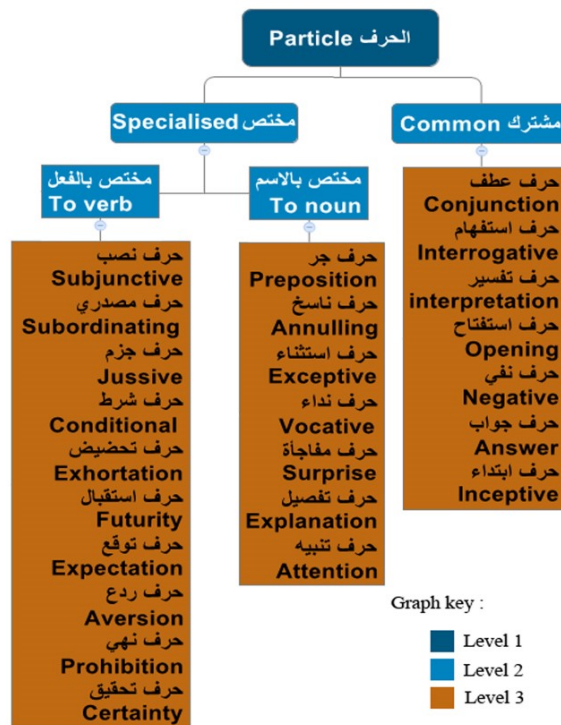 الحرف Particle
مختص Specialised
مشترك Common
مختص بالفعل
To verb
مختص بالاسم
To noun
حرف نصب
Subjunctive
حرف مصدري
Subordinating
حرف جزم
Jussive
حرف شرط
Conditional
حرف تحضيض
Exhortation
حرف استقبال
Futurity
حرف توقع
Expectation
حرف ردع
Aversion
حرف نهي
Prohibition
حرف تحقيق
Certainty
حرف جر
Preposition
حرف ناسخ
Annulling
حرف استثناء
Exceptive
حرف نداء
Vocative
حرف مفاجأة
Surprise
حرف تفصيل
Explanation
حرف تنبيه
Attention
حرف عطف
Conjunction
حرف استفهام
Interrogative
حرف تفسير
interpretation
حرف استفتاح
Opening
حرف نفي
Negative
حرف جواب
Answer
حرف ابتداء
Inceptive
Graph key :
Level 1
Level 2
Level 3